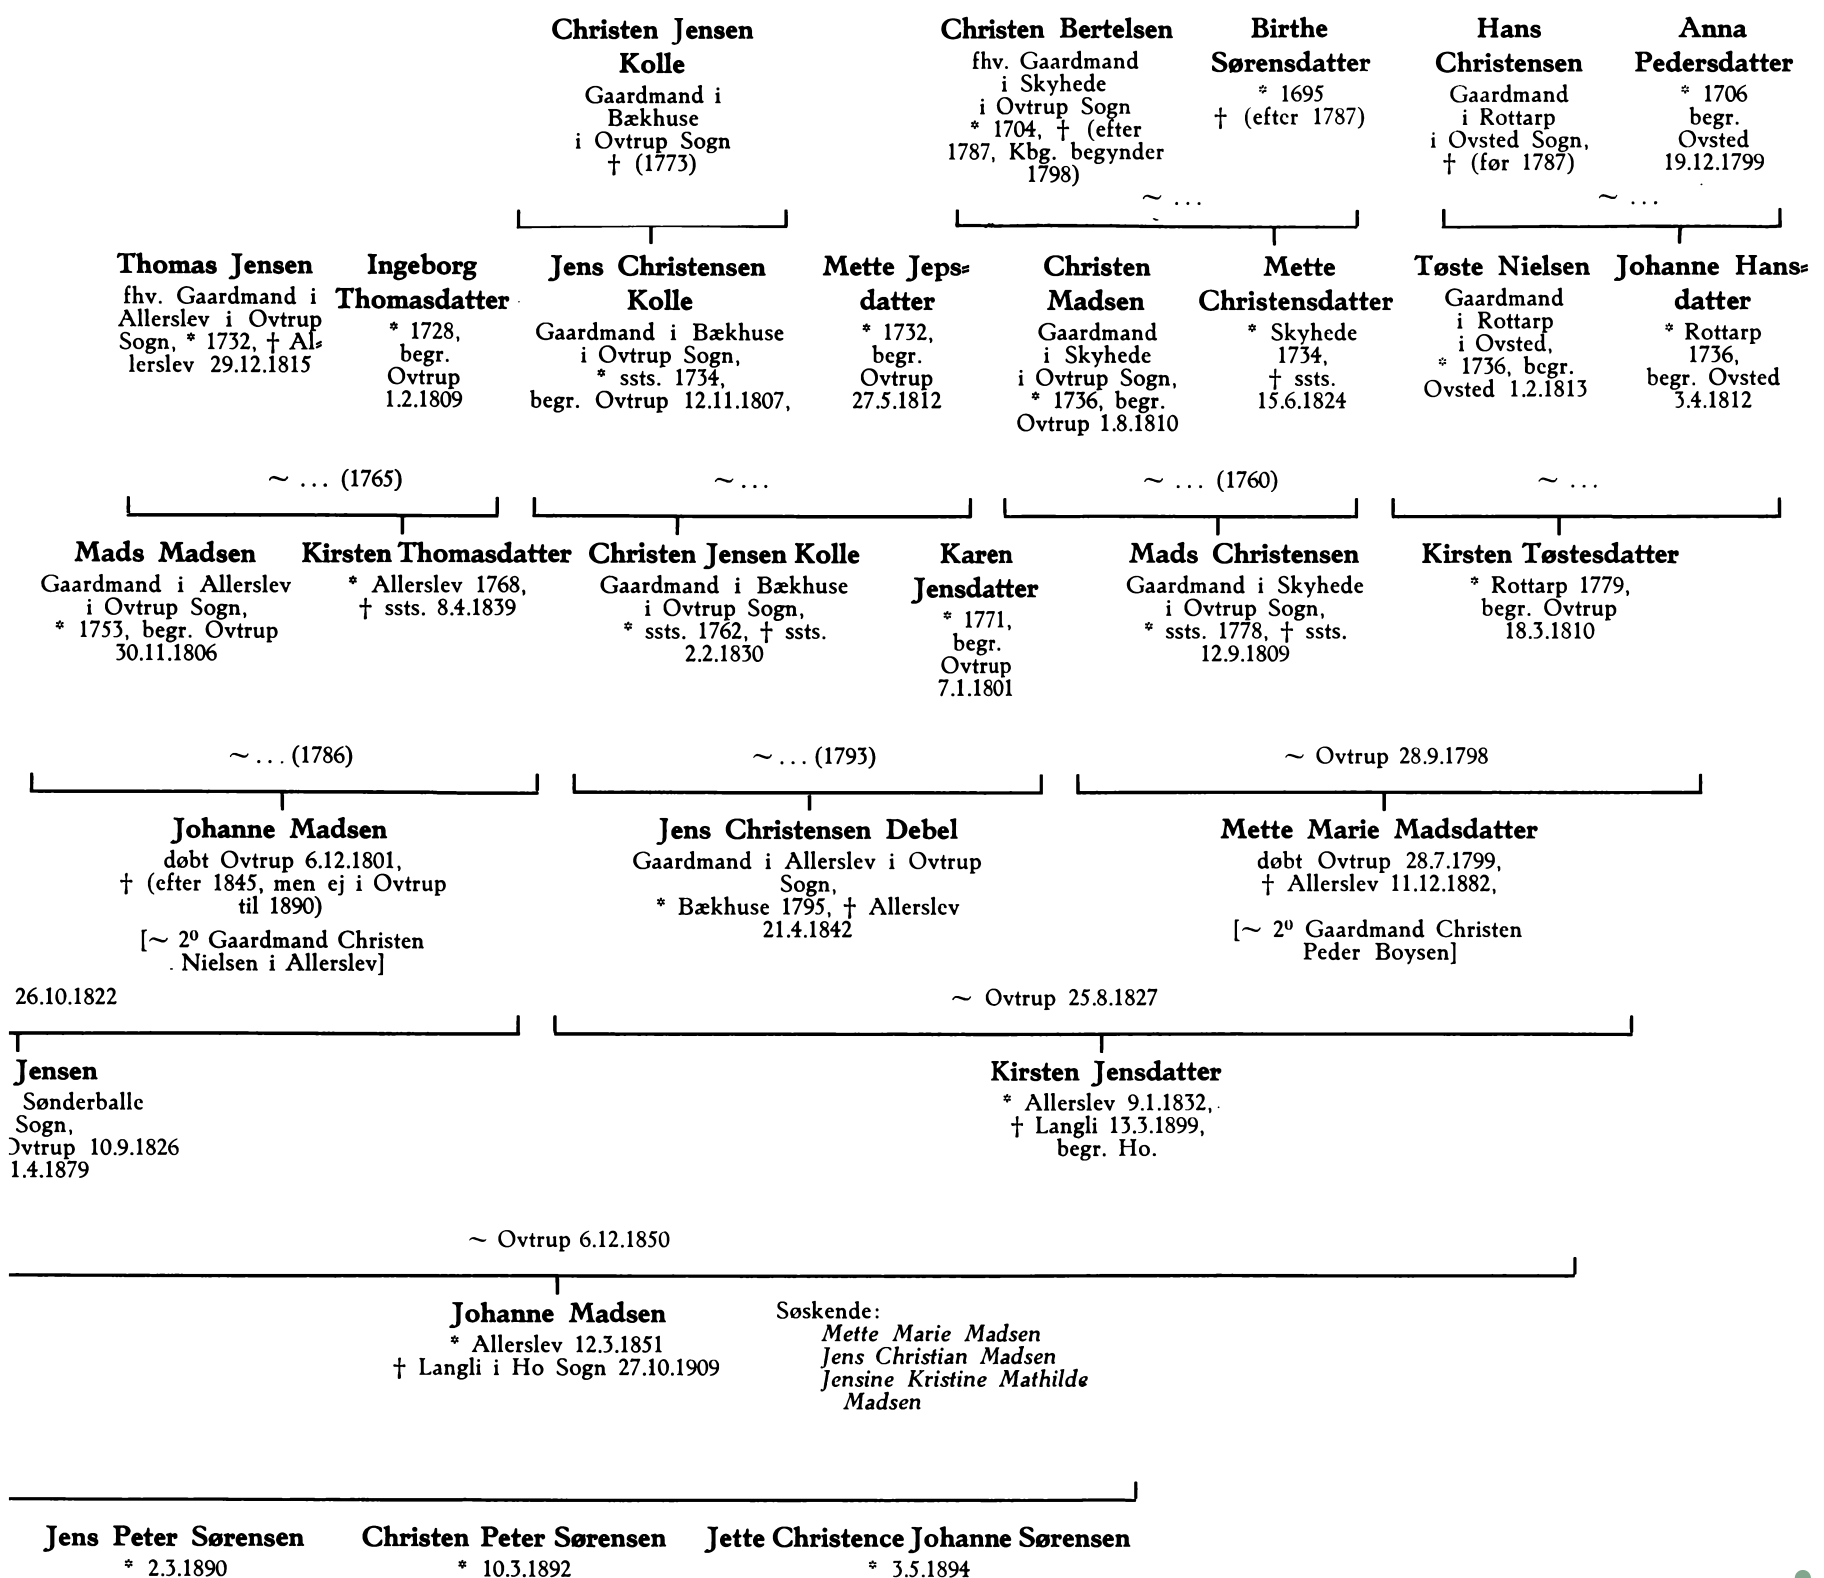 Christen Jensen
Kolle
Gaardmand i
Bækhuse
i Ovtrup Sogn
† (1773)
Christen Bertelsen
fhv. Gaardmand
i Skyhede
i Ovtrup Sogn
* 1704, † (efter
1787, Kbg. begynder
1798)
Birthe
Sørensdatter
* 1695
† (efter 1787)
~ ...
Hans
Christensen
Gaardmand
i Rottarp
i Ovsted Sogn,
† (før 1787)
Anna
Pedersdatter
* 1706
begr.
Ovsted
19.12.1799
~ ...
Thomas Jensen
fhv. Gaardmand i
Allerslev i Ovtrup
Sogn, * 1732, † Al=
lerslev 29.12.1815
Ingeborg
Thomasdatter
* 1728,
begr.
Ovtrup
1.2.1809
Jens Christensen
Kolle
Gaardmand i Bækhuse
i Ovtrup Sogn,
* ssts. 1734,
begr. Ovtrup 12.11.1807,
Mette Jeps=
datter
* 1732,
begr.
Ovtrup
27.5.1812
Christen
Madsen
Gaardmand
i Skyhede
i Ovtrup Sogn,
* 1736, begr.
Ovtrup 1.8.1810
Mette
Christensdatter
* Skyhede
1734,
† ssts.
15.6.1824
Tøste Nielsen
Gaardmand
i Rottarp
i Ovsted,
* 1736, begr.
Ovsted 1.2.1813
Johanne Hans=
datter
* Rottarp
1736,
begr. Ovsted
3.4.1812
~ ... (1765)
~ ...
~ ... (1760)
~ ...
Mads Madsen
Gaardmand i Allerslev
i Ovtrup Sogn,
* 1753, begr. Ovtrup
30.11.1806
Kirsten Thomasdatter
* Allerslev 1768,
† ssts. 8.4.1839
Christen Jensen Kolle
Gaardmand i Bækhuse
i Ovtrup Sogn,
* ssts. 1762, † ssts.
2.2.1830
Karen
Jensdatter
* 1771,
begr.
Ovtrup
7.1.1801
Mads Christensen
Gaardmand i Skyhede
i Ovtrup Sogn,
* ssts. 1778, † ssts.
12.9.1809
Kirsten Tøstesdatter
* Rottarp 1779,
begr. Ovtrup
18.3.1810
~ ... (1786)
~ ... (1793)
~ Ovtrup 28.9.1798
Johanne Madsen
døbt Ovtrup 6.12.1801,
† (efter 1845, men ej i Ovtrup
til 1890)
[~ 2⁰ Gaardmand Christen
Nielsen i Allerslev]
Jens Christensen Debel
Gaardmand i Allerslev i Ovtrup
Sogn,
* Bækhuse 1795, † Allerslev
21.4.1842
Mette Marie Madsdatter
døbt Ovtrup 28.7.1799,
† Allerslev 11.12.1882,
[~ 2⁰ Gaardmand Christen
Peder Boysen]
26.10.1822
~ Ovtrup 25.8.1827
Jensen
Sønderballe
Sogn,
Ovtrup 10.9.1826
1.4.1879
Kirsten Jensdatter
* Allerslev 9.1.1832,
† Langli 13.3.1899,
begr. Ho.
~ Ovtrup 6.12.1850
Johanne Madsen
* Allerslev 12.3.1851
† Langli i Ho Sogn 27.10.1909
Søskende:
Mette Marie Madsen
Jens Christian Madsen
Jensine Kristine Mathilde
Madsen
Jens Peter Sørensen
* 2.3.1890
Christen Peter Sørensen
* 10.3.1892
Jette Christence Johanne Sørensen
* 3.5.1894